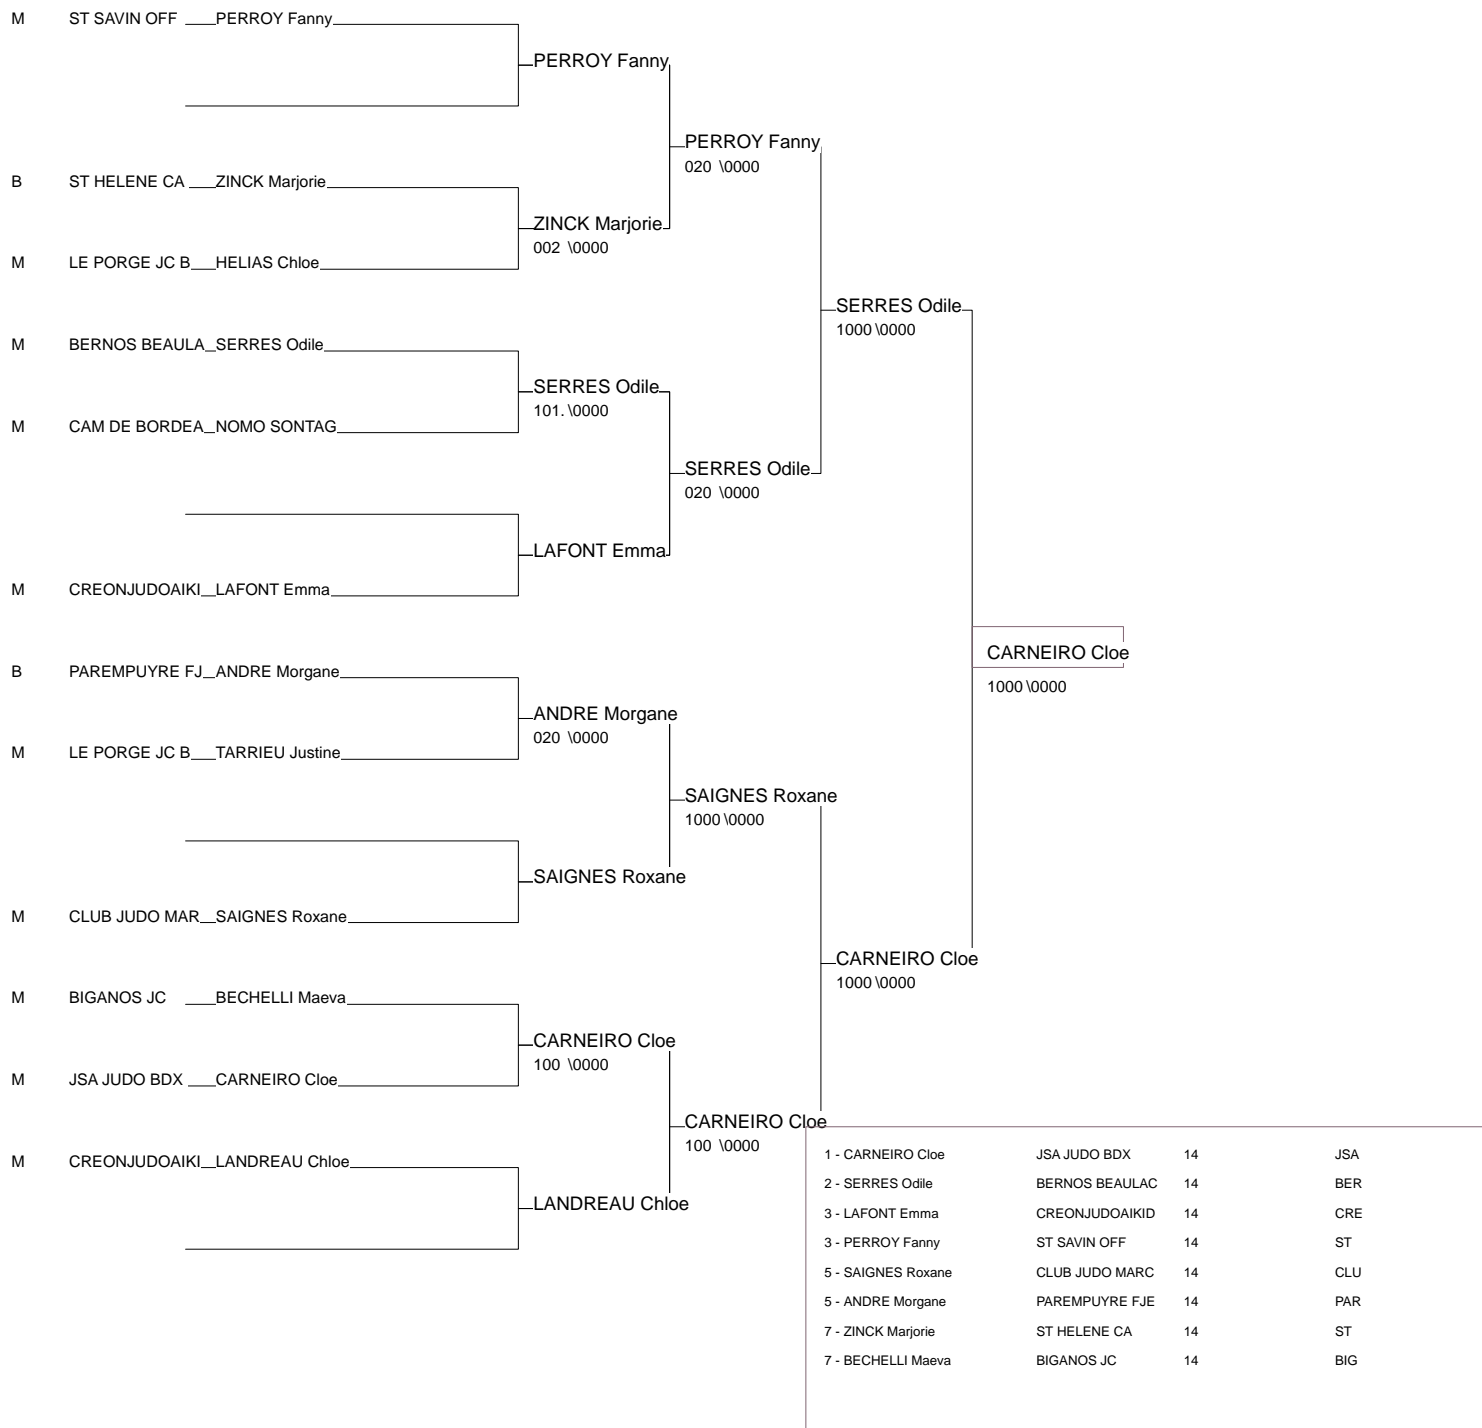 M ST SAVIN OFF PERROY Fanny
PERROY Fanny
PERROY Fanny
020 \0000
B ST HELENE CA ZINCK Marjorie
ZINCK Marjorie
002 \0000
M LE PORGE JC B HELIAS Chloe
SERRES Odile
1000 \0000
M BERNOS BEAULA SERRES Odile
SERRES Odile
101. \0000
M CAM DE BORDEA NOMO SONTAG
SERRES Odile
020 \0000
LAFONT Emma
M CREONJUDOAIKI LAFONT Emma
CARNEIRO Cloe
1000 \0000
B PAREMPUYRE FJ ANDRE Morgane
ANDRE Morgane
020 \0000
M LE PORGE JC B TARRIEU Justine
SAIGNES Roxane
1000 \0000
SAIGNES Roxane
M CLUB JUDO MAR SAIGNES Roxane
CARNEIRO Cloe
1000 \0000
M BIGANOS JC BECHELLI Maeva
CARNEIRO Cloe
100 \0000
M JSA JUDO BDX CARNEIRO Cloe
CARNEIRO Cloe
100 \0000
M CREONJUDOAIKI LANDREAU Chloe
LANDREAU Chloe
1 - CARNEIRO Cloe JSA JUDO BDX 14 JSA
2 - SERRES Odile BERNOS BEAULAC 14 BER
3 - LAFONT Emma CREONJUDOAIKID 14 CRE
3 - PERROY Fanny ST SAVIN OFF 14 ST
5 - SAIGNES Roxane CLUB JUDO MARC 14 CLU
5 - ANDRE Morgane PAREMPUYRE FJE 14 PAR
7 - ZINCK Marjorie ST HELENE CA 14 ST
7 - BECHELLI Maeva BIGANOS JC 14 BIG